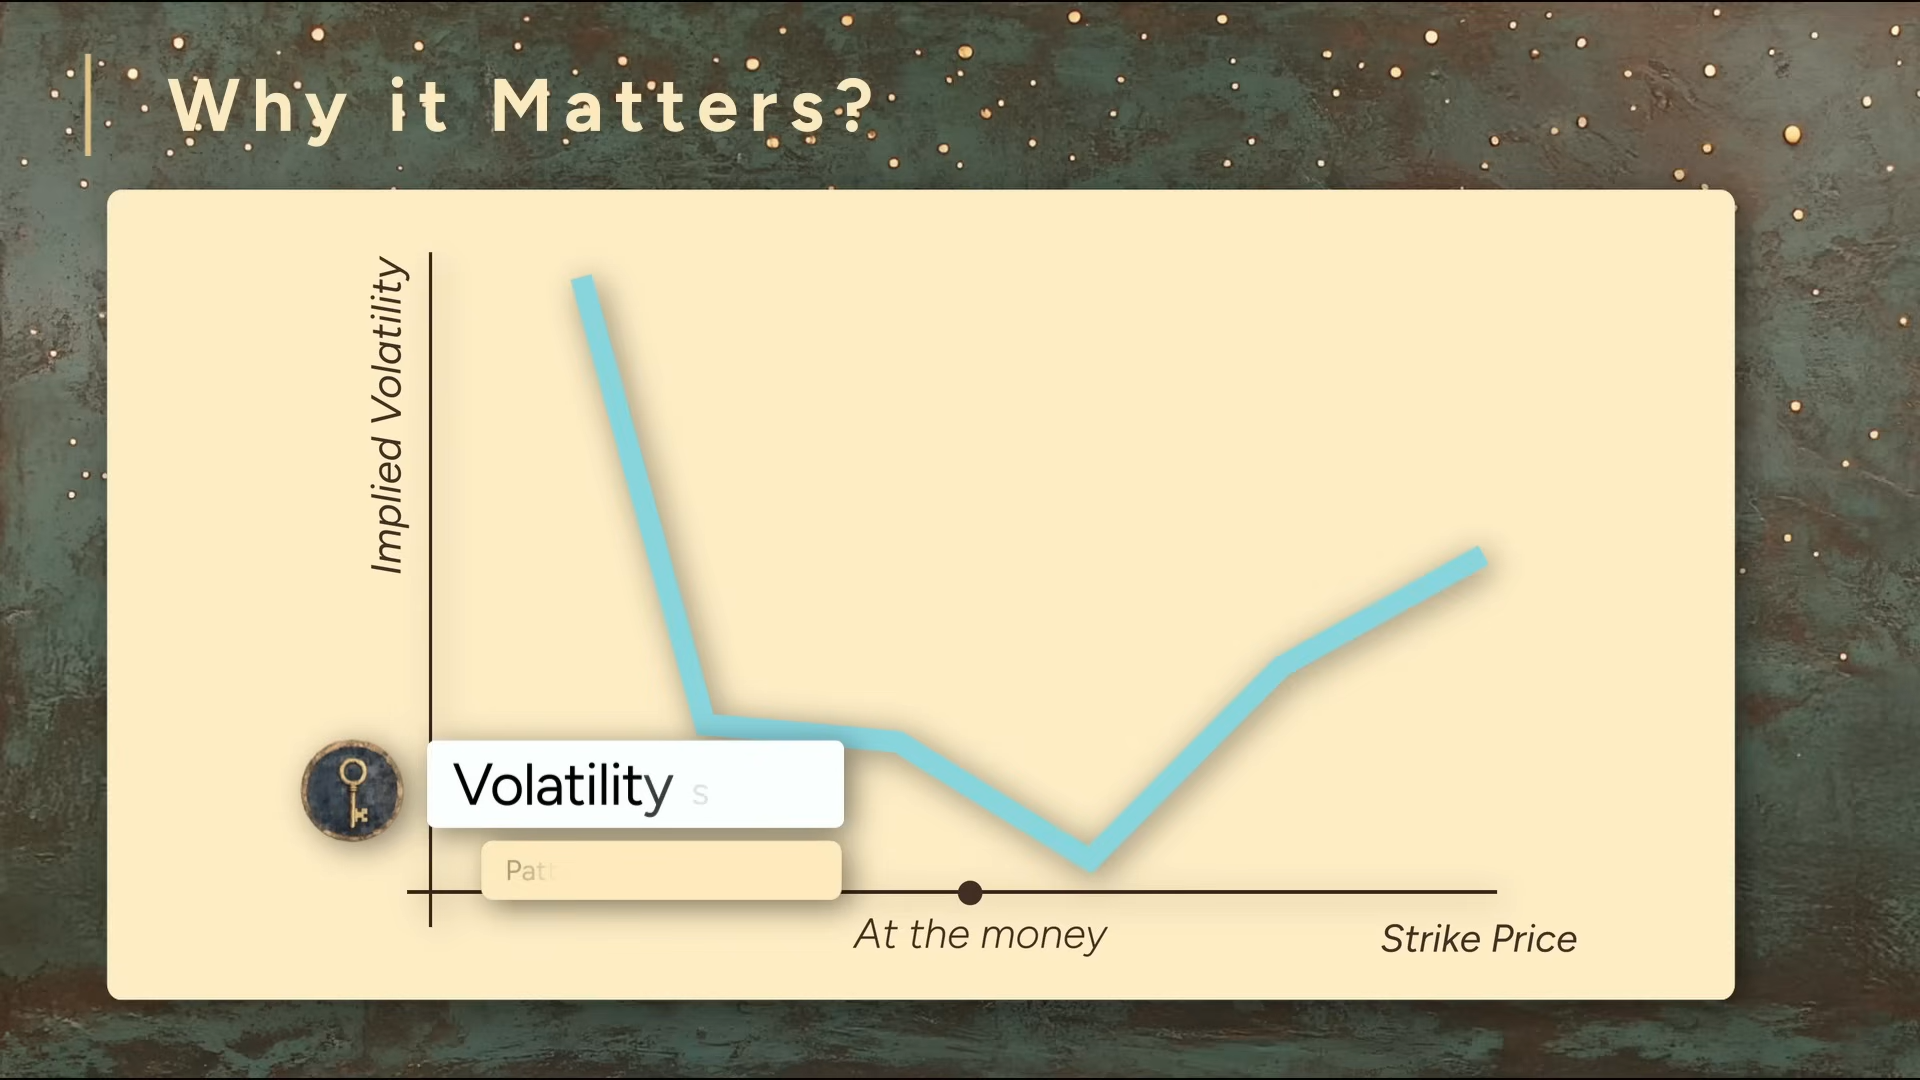 Why it Matters?
Implied Volatility
Volatility s
At the money
Strike Price